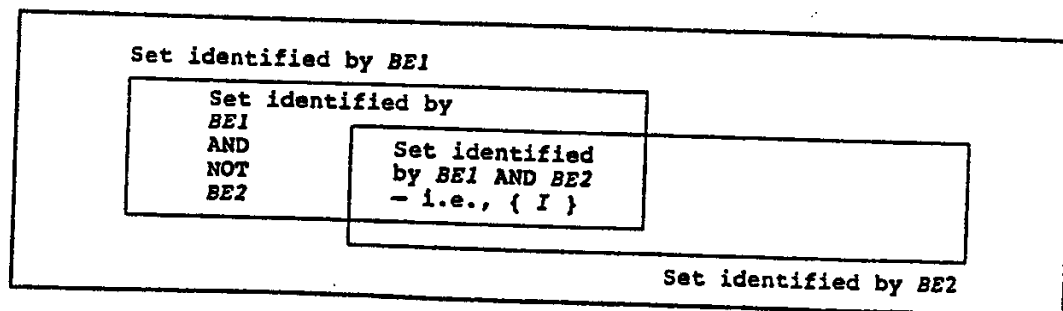 Set identified by BE1
Set identified by
BE1
AND
NOT
BE2
Set identified
by BE1 AND BE2
— i.e., { I }
Set identified by BE2